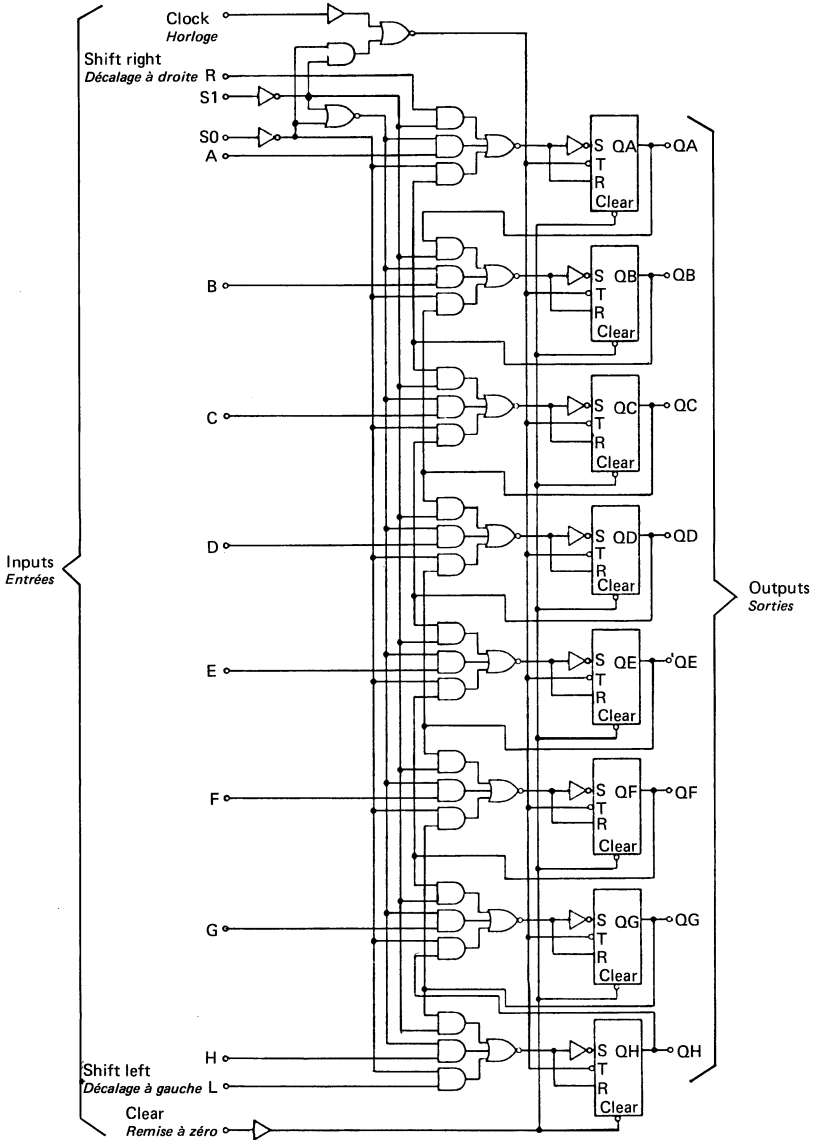 Clock
Horloge
Shift right
Décalage à droite R
S1
S0
A
S QA QA
T
R
Clear
B
S QB QB
T
R
Clear
C
S QC QC
T
R
Clear
D
S QD QD
T
R
Clear
Inputs
Entrées
Outputs
Sorties
E
S QE QE
T
R
Clear
F
S QF QF
T
R
Clear
G
S QG QG
T
R
Clear
H
S QH QH
T
R
Clear
Shift left
Décalage à gauche L
Clear
Remise à zéro